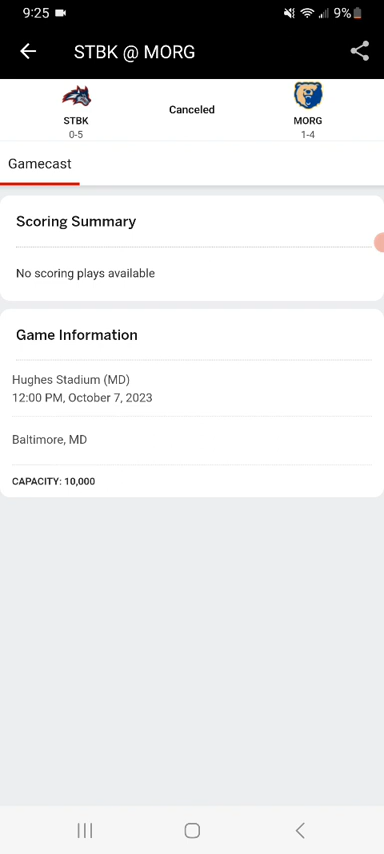 9:25 9%
STBK @ MORG
STBK
0-5
Canceled
MORG
1-4
Gamecast
Scoring Summary
No scoring plays available
Game Information
Hughes Stadium (MD)
12:00 PM, October 7, 2023
Baltimore, MD
CAPACITY: 10,000